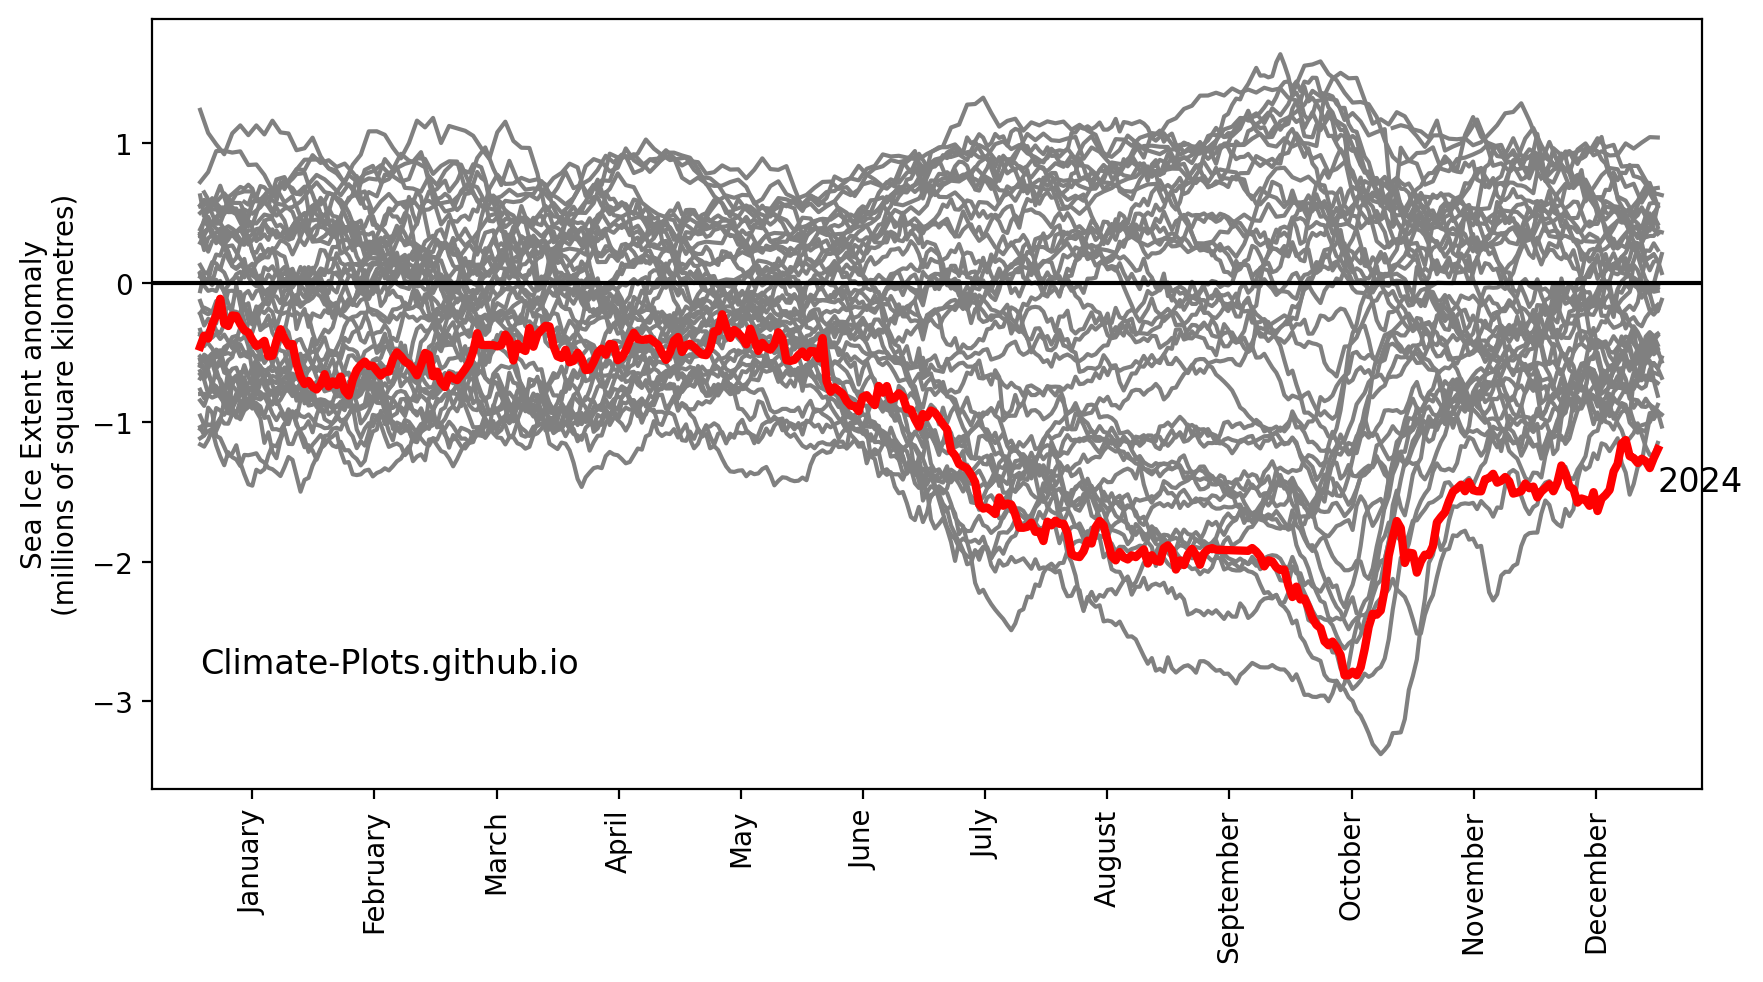 Sea Ice Extent anomaly
(millions of square kilometres)
1
0
−1
−2
−3
2024
Climate-Plots.github.io
January
February
March
April
May
June
July
August
September
October
November
December